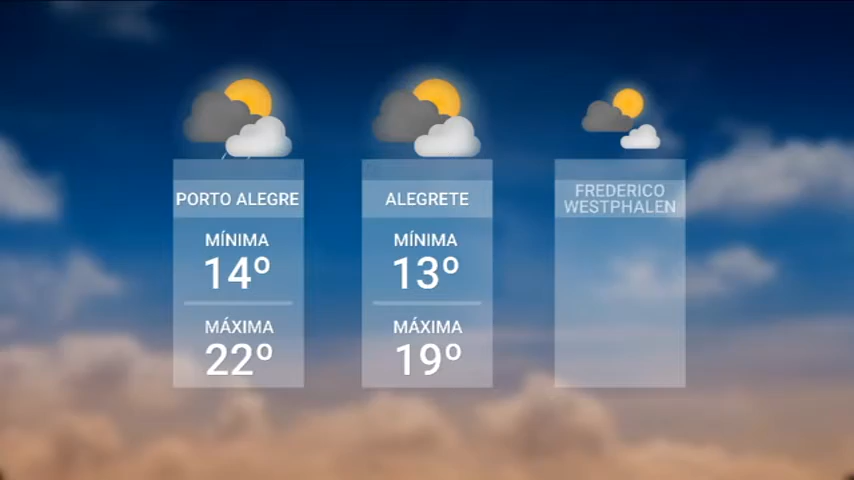 PORTO ALEGRE
MÍNIMA
14º
MÁXIMA
22º
ALEGRETE
MÍNIMA
13º
MÁXIMA
19º
FREDERICO
WESTPHALEN